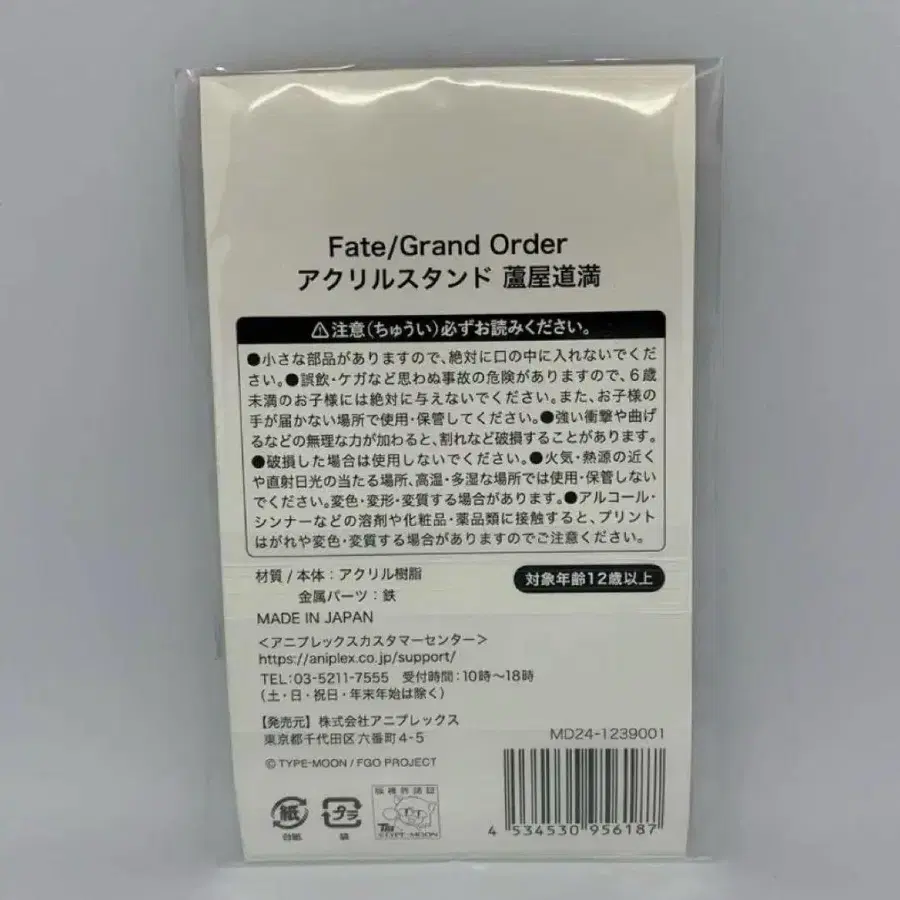 Fate/Grand Order
アクリルスタンド 蘆屋道満
⚠注意(ちゅうい)必ずお読みください。
●小さな部品がありますので、絶対に口の中に入れないでくだ
さい。●誤飲・ケガなど思わぬ事故の危険がありますので、6歳
未満のお子様には絶対に与えないでください。また、お子様の
手が届かない場所で使用・保管してください。●強い衝撃や曲げ
るなどの無理な力が加わると、割れなど破損することがあります。
●破損した場合は使用しないでください。●火気・熱源の近く
や直射日光の当たる場所、高温・多湿な場所では使用・保管しない
でください。変色・変形・変質する場合があります。●アルコール・
シンナーなどの溶剤や化粧品・薬品類に接触すると、プリント
はがれや変色・変質する場合がありますのでご注意ください。
材質/本体:アクリル樹脂
金属パーツ:鉄
対象年齢12歳以上
MADE IN JAPAN
<アニプレックスカスタマーセンター>
https://aniplex.co.jp/support/
TEL:03-5211-7555 受付時間:10時～18時
(土・日・祝日・年末年始は除く)
【発売元】株式会社アニプレックス
東京都千代田区六番町4-5
MD24-1239001
© TYPE-MOON / FGO PROJECT
紙
台紙
プラ
袋
版権許諾証
TM
TYPE-MOON
4 534530 956187